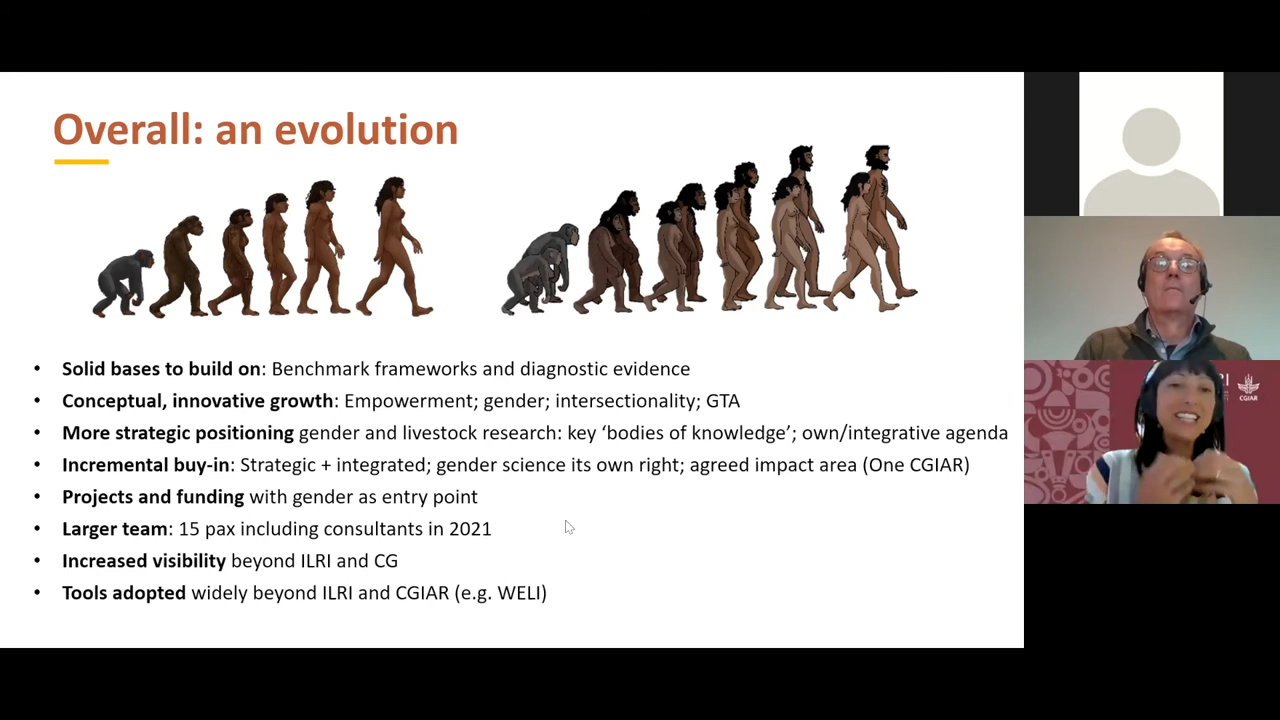 Overall: an evolution
• Solid bases to build on: Benchmark frameworks and diagnostic evidence
• Conceptual, innovative growth: Empowerment; gender; intersectionality; GTA
• More strategic positioning gender and livestock research: key ‘bodies of knowledge’; own/integrative agenda
• Incremental buy-in: Strategic + integrated; gender science its own right; agreed impact area (One CGIAR)
• Projects and funding with gender as entry point
• Larger team: 15 pax including consultants in 2021
• Increased visibility beyond ILRI and CG
• Tools adopted widely beyond ILRI and CGIAR (e.g. WELI)
CGIAR